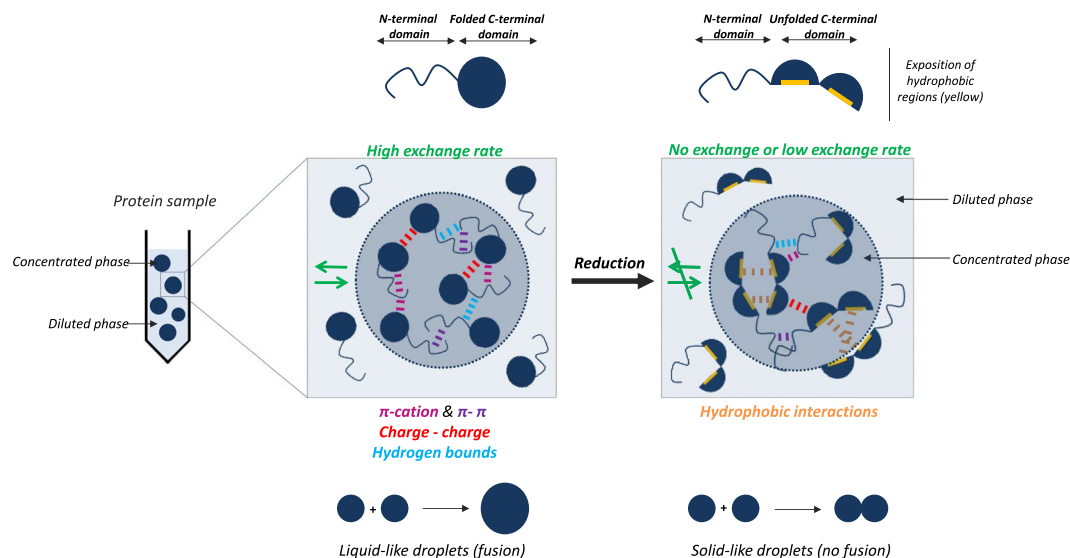 N-terminal
domain
Folded C-terminal
domain
N-terminal
domain
Unfolded C-terminal
domain
Exposition of
hydrophobic
regions (yellow)
High exchange rate
No exchange or low exchange rate
Protein sample
Concentrated phase
Diluted phase
Reduction
Diluted phase
Concentrated phase
π-cation & π- π
Charge - charge
Hydrogen bounds
Hydrophobic interactions
+
+
Liquid-like droplets (fusion)
Solid-like droplets (no fusion)